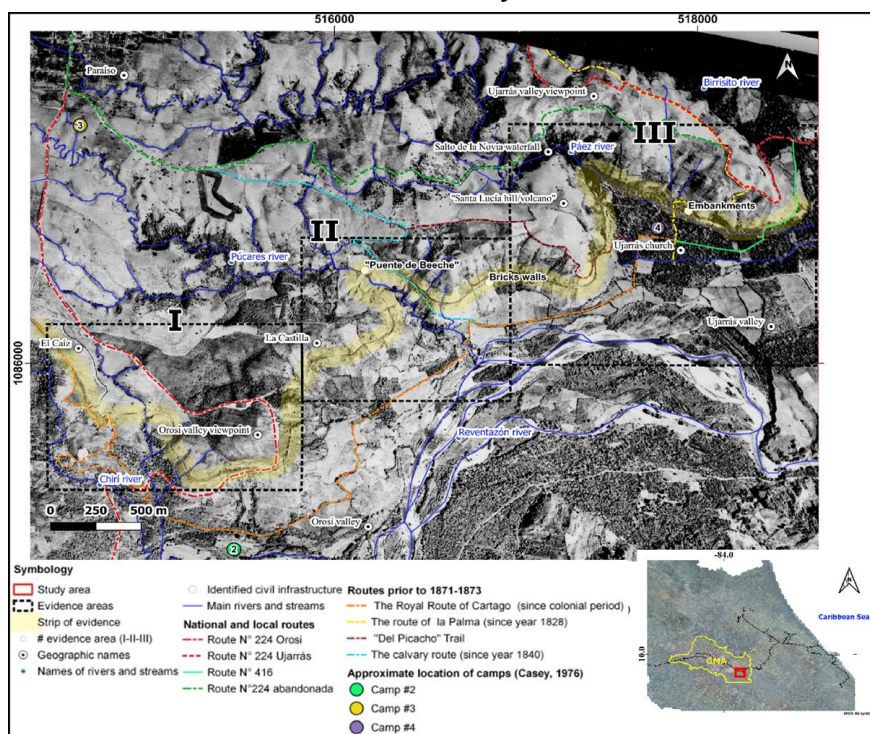 516000
518000
N
Paraíso
Birrisito river
Ujarrás valley viewpoint
3
III
Salto de la Novia waterfall
Páez river
"Santa Lucía hill/volcano"
Embankments
4
II
Ujarrás church
Púcares river
"Puente de Beeche"
Bricks walls
I
Ujarrás valley
El Caíz
La Castilla
1086000
Orosi valley viewpoint
Reventazón river
Chirí river
0 250 500 m
Orosi valley
2
Symbology
Study area
Evidence areas
Strip of evidence
# evidence area (I-II-III)
Geographic names
Names of rivers and streams
Identified civil infrastructure
Main rivers and streams
National and local routes
Route N° 224 Orosi
Route N° 224 Ujarrás
Route N° 416
Route N°224 abandonada
Routes prior to 1871-1873
The Royal Route of Cartago (since colonial period)
The route of la Palma (since year 1828)
"Del Picacho" Trail
The calvary route (since year 1840)
Approximate location of camps (Casey, 1976)
Camp #2
Camp #3
Camp #4
-84.0
N
Caribbean Sea
10.0
GMA